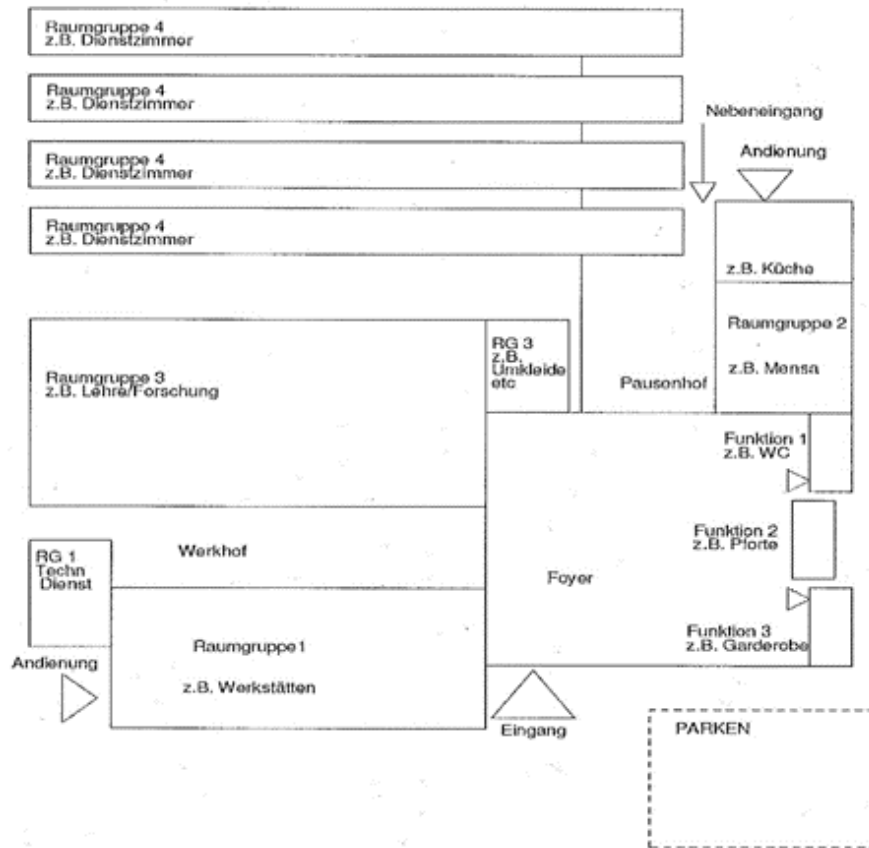 Raumgruppe 4
z.B. Dienstzimmer
Raumgruppe 4
z.B. Dienstzimmer
Raumgruppe 4
z.B. Dienstzimmer
Raumgruppe 4
z.B. Dienstzimmer
Nebeneingang
Andienung
z.B. Küche
Raumgruppe 2
z.B. Mensa
RG 3
z.B.
Umkleide
etc
Raumgruppe 3
z.B. Lehre/Forschung
Pausenhof
Funktion 1
z.B. WC
Funktion 2
z.B. Pforte
RG 1
Techn
Dienst
Werkhof
Foyer
Funktion 3
z.B. Garderobe
Raumgruppe1
z.B. Werkstätten
Andienung
Eingang
PARKEN